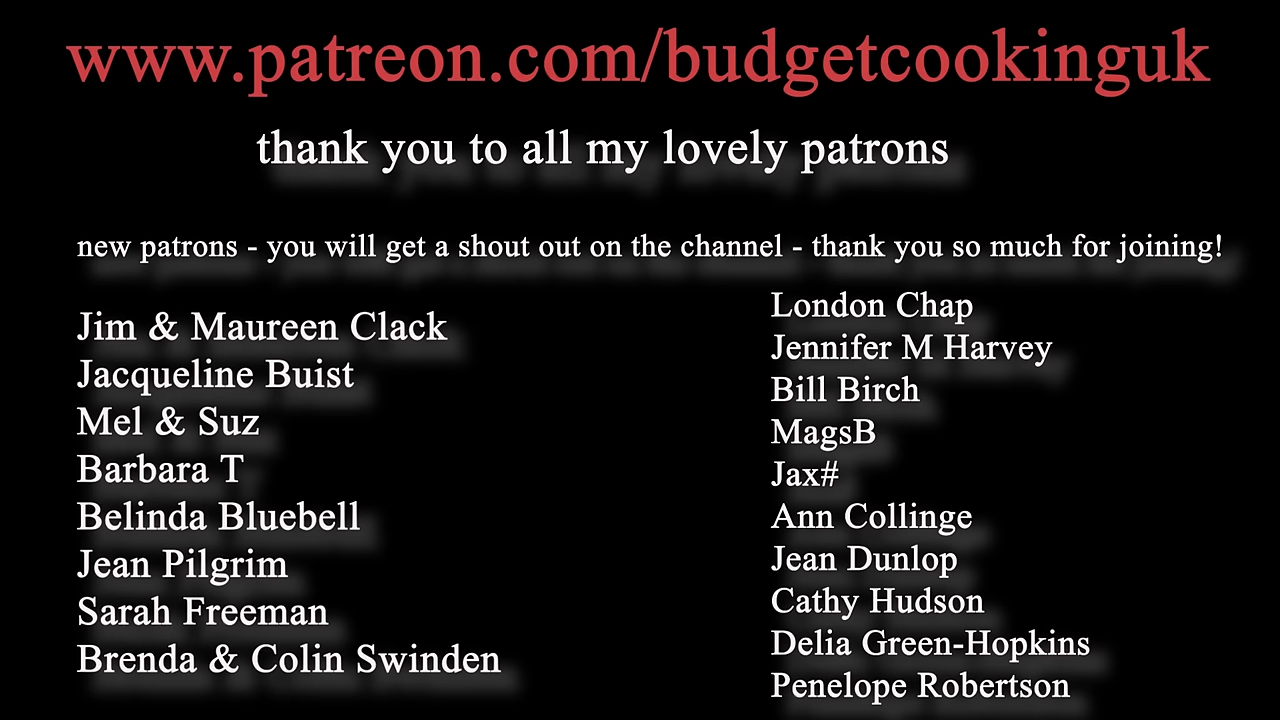 www.patreon.com/budgetcookinguk
thank you to all my lovely patrons
new patrons - you will get a shout out on the channel - thank you so much for joining!
Jim & Maureen Clack
Jacqueline Buist
Mel & Suz
Barbara T
Belinda Bluebell
Jean Pilgrim
Sarah Freeman
Brenda & Colin Swinden
London Chap
Jennifer M Harvey
Bill Birch
MagsB
Jax#
Ann Collinge
Jean Dunlop
Cathy Hudson
Delia Green-Hopkins
Penelope Robertson